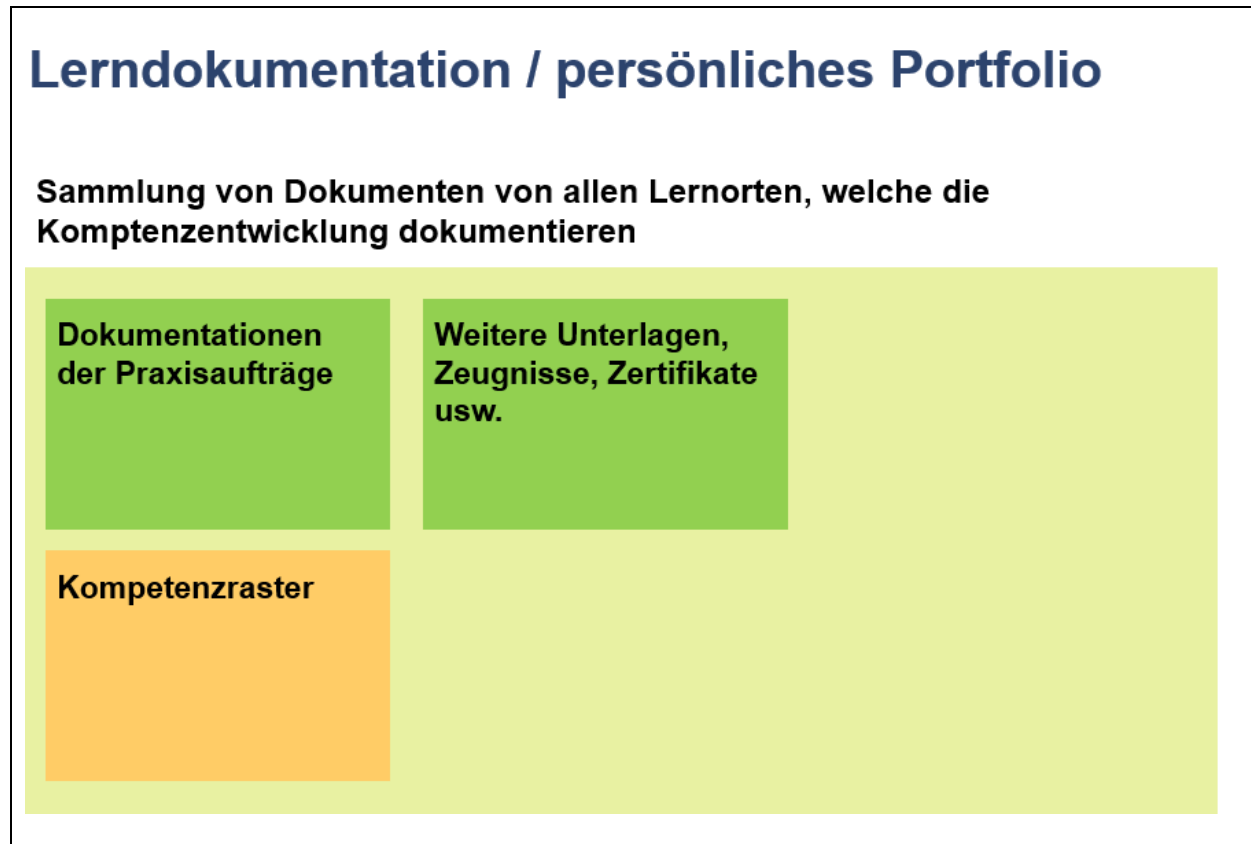 Lerndokumentation / persönliches Portfolio
Sammlung von Dokumenten von allen Lernorten, welche die
Komptenzentwicklung dokumentieren
Dokumentationen
der Praxisaufträge
Weitere Unterlagen,
Zeugnisse, Zertifikate
usw.
Kompetenzraster